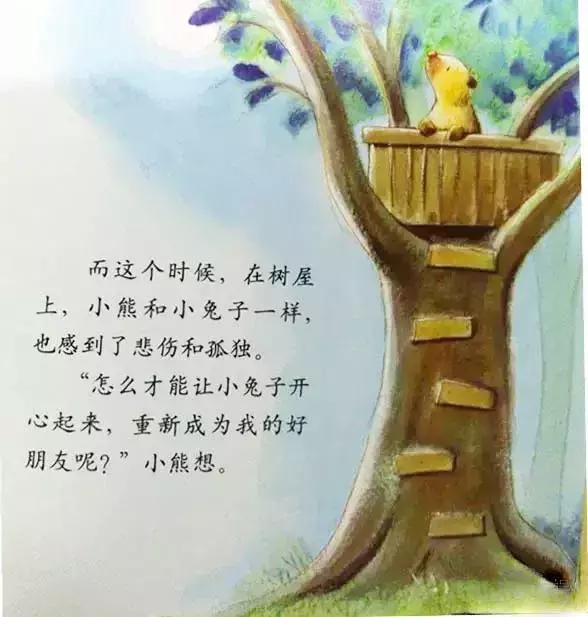 而这个时候，在树屋
上，小熊和小兔子一样，
也感到了悲伤和孤独。
“怎么才能让小兔子开
心起来，重新成为我的好
朋友呢？”小熊想。